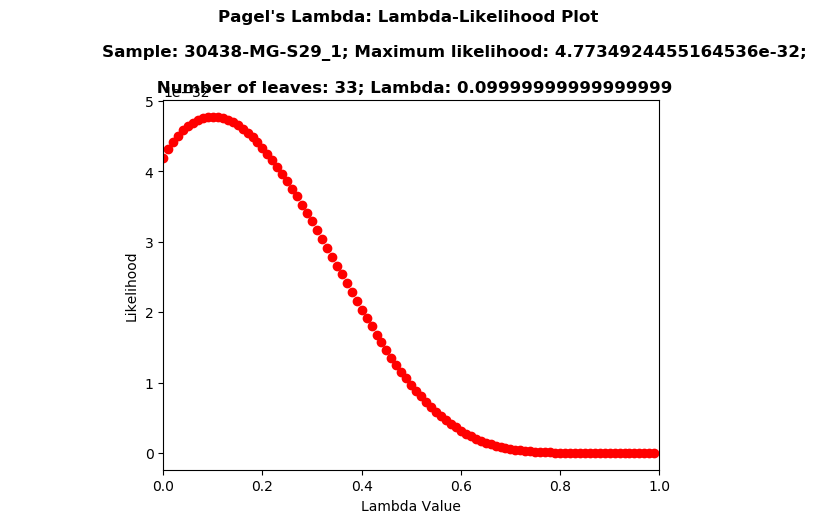 Pagel's Lambda: Lambda-Likelihood Plot
Sample: 30438-MG-S29_1; Maximum likelihood: 4.7734924455164536e-32;
Number of leaves: 33; Lambda: 0.09999999999999999
1e−32
5
4
3
2
1
0
Likelihood
0.0 0.2 0.4 0.6 0.8 1.0
Lambda Value